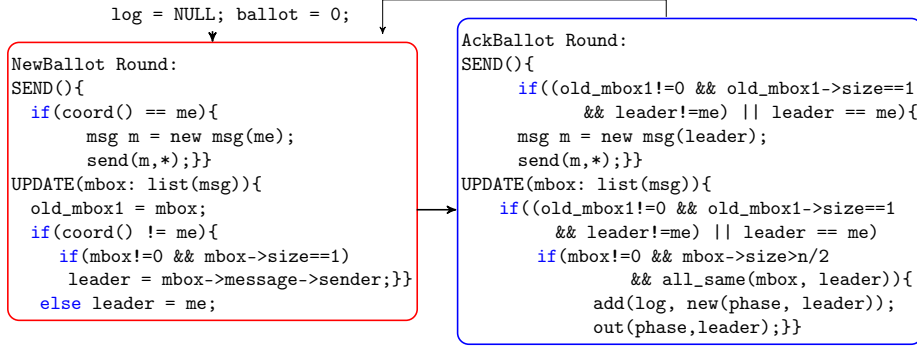 log = NULL; ballot = 0;
NewBallot Round:
SEND(){
if(coord() == me){
msg m = new msg(me);
send(m,*);}}
UPDATE(mbox: list(msg)){
old_mbox1 = mbox;
if(coord() != me){
if(mbox!=0 && mbox->size==1)
leader = mbox->message->sender;}}
else leader = me;
AckBallot Round:
SEND(){
if((old_mbox1!=0 && old_mbox1->size==1
&& leader!=me) || leader == me){
msg m = new msg(leader);
send(m,*);}}
UPDATE(mbox: list(msg)){
if((old_mbox1!=0 && old_mbox1->size==1
&& leader!=me) || leader == me)
if(mbox!=0 && mbox->size>n/2
&& all_same(mbox, leader)){
add(log, new(phase, leader));
out(phase,leader);}}